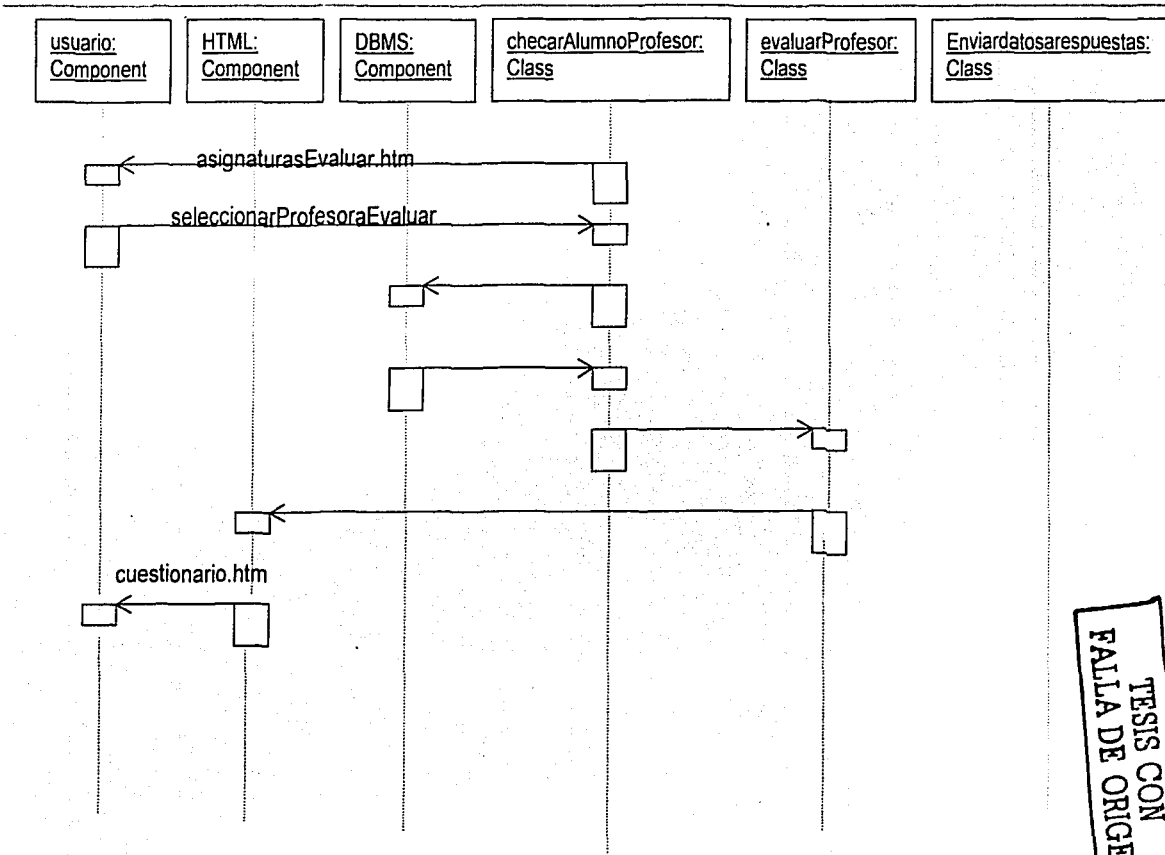 usuario:
Component
HTML:
Component
DBMS:
Component
checarAlumnoProfesor:
Class
evaluarProfesor:
Class
Enviardatosarespuestas:
Class
asignaturasEvaluar.htm
seleccionarProfesoraEvaluar
cuestionario.htm
TESIS CON
FALLA DE ORIGE